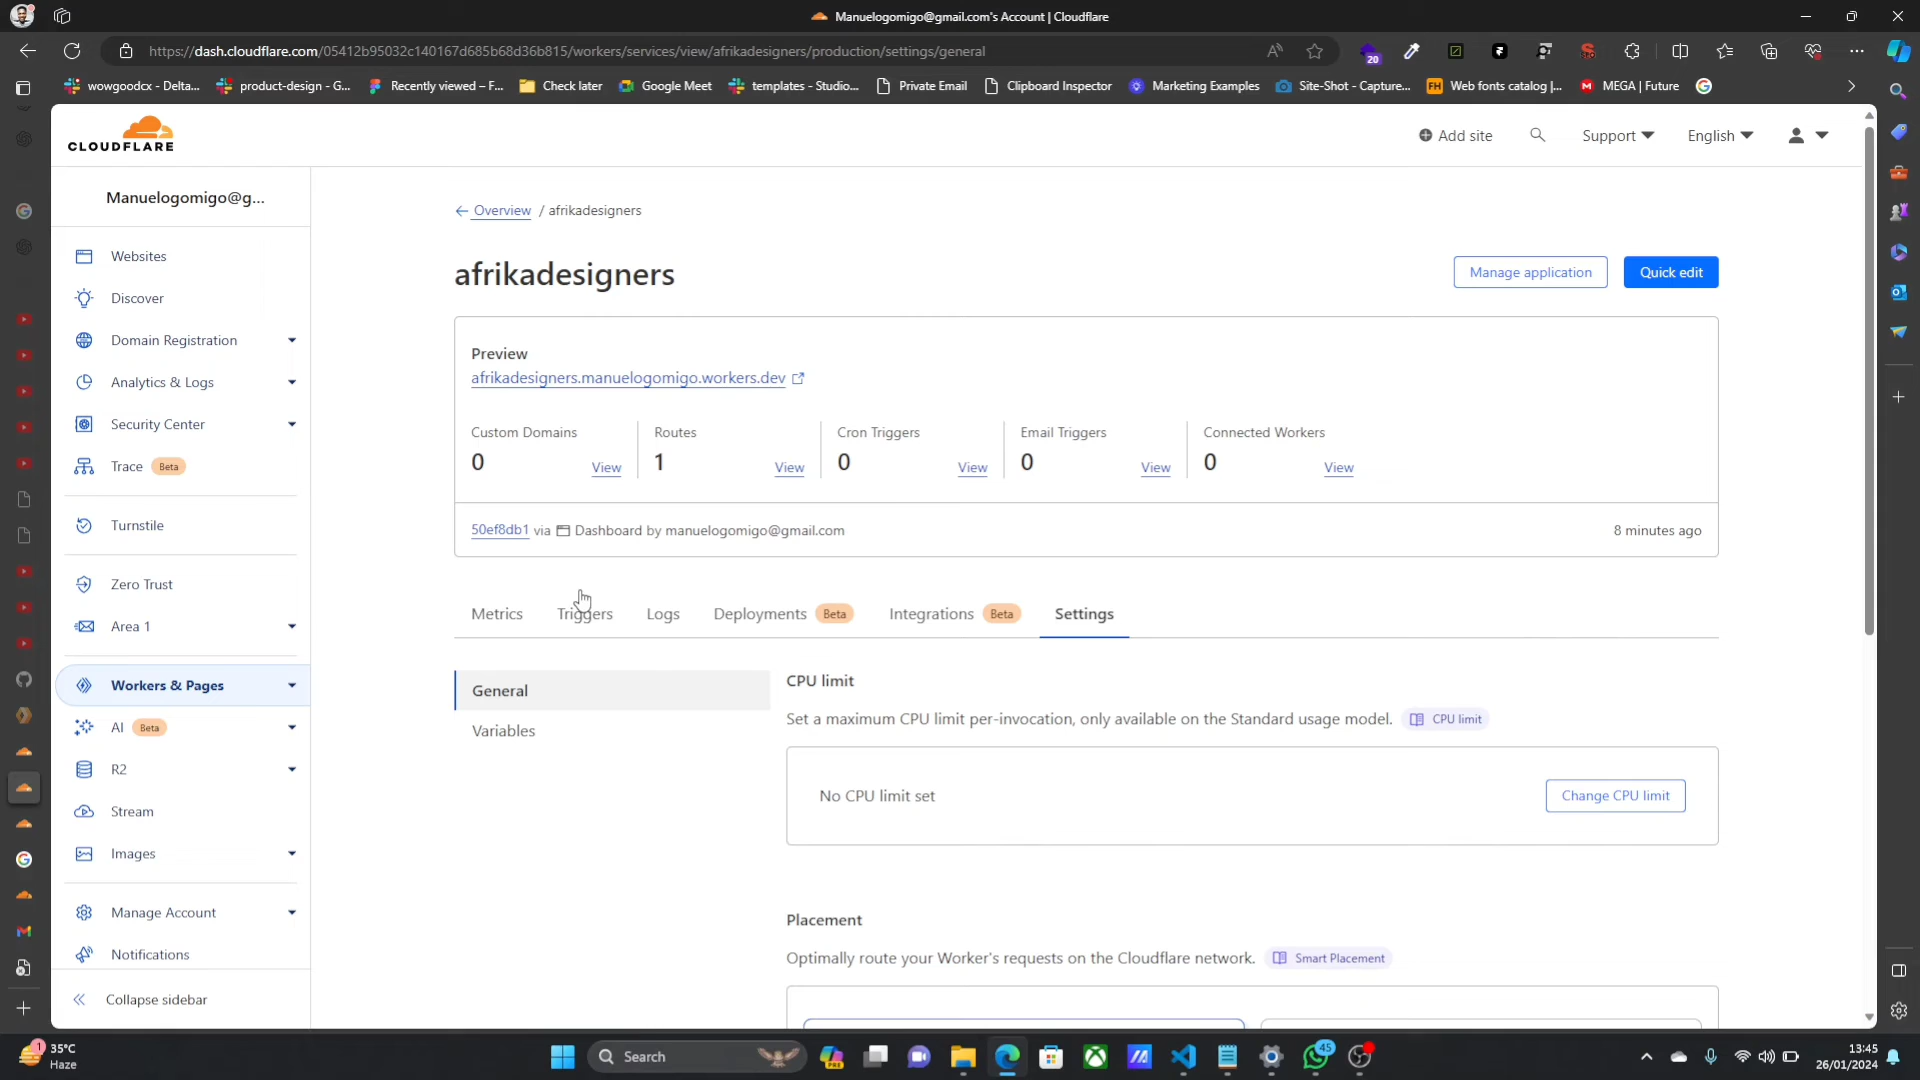 Manuelogomigo@gmail.com's Account | Cloudflare
https://dash.cloudflare.com/05412b95032c140167d685b68d36b815/workers/services/view/afrikadesigners/production/settings/general
20
wowgoodcx - Delta...
product-design - G...
Recently viewed – F...
Check later
Google Meet
templates - Studio...
Private Email
Clipboard Inspector
Marketing Examples
Site-Shot - Capture...
Web fonts catalog |...
MEGA | Future
CLOUDFLARE
Add site
Support
English
Manuelogomigo@g...
Websites
Discover
Domain Registration
Analytics & Logs
Security Center
Trace Beta
Turnstile
Zero Trust
Area 1
Workers & Pages
AI Beta
R2
Stream
Images
Manage Account
Notifications
Collapse sidebar
Overview / afrikadesigners
afrikadesigners
Manage application
Quick edit
Preview
afrikadesigners.manuelogomigo.workers.dev
Custom Domains
0 View
Routes
1 View
Cron Triggers
0 View
Email Triggers
0 View
Connected Workers
0 View
50ef8db1 via Dashboard by manuelogomigo@gmail.com
8 minutes ago
Metrics
Triggers
Logs
Deployments Beta
Integrations Beta
Settings
General
Variables
CPU limit
Set a maximum CPU limit per-invocation, only available on the Standard usage model. CPU limit
No CPU limit set
Change CPU limit
Placement
Optimally route your Worker's requests on the Cloudflare network. Smart Placement
1
35°C
Haze
Search
PRE
45
13:45
26/01/2024